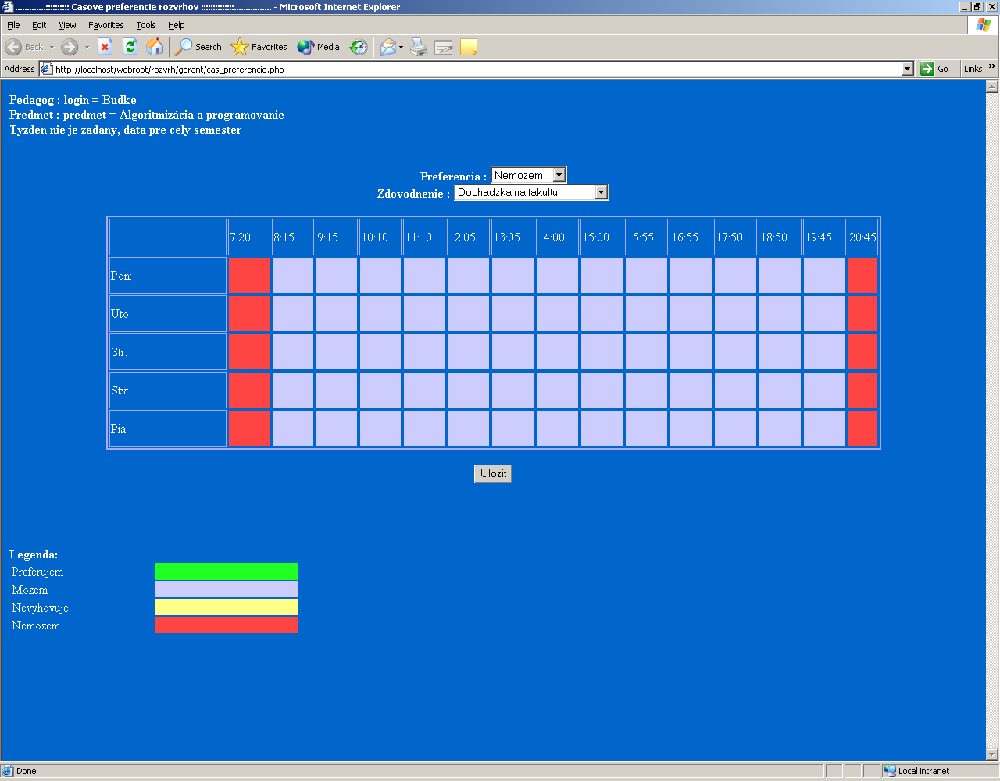 .............:::::::::: Casove preferencie rozvrhov ::::::::::::::................ - Microsoft Internet Explorer
File Edit View Favorites Tools Help
Back Search Favorites Media
Address http://localhost/webroot/rozvrh/garant/cas_preferencie.php Go Links »
Pedagog : login = Budke
Predmet : predmet = Algoritmizácia a programovanie
Tyzden nie je zadany, data pre cely semester
Preferencia : Nemozem
Zdovodnenie : Dochadzka na fakultu
7:20 8:15 9:15 10:10 11:10 12:05 13:05 14:00 15:00 15:55 16:55 17:50 18:50 19:45 20:45
Pon:
Uto:
Str:
Stv:
Pia:
Ulozit
Legenda:
Preferujem
Mozem
Nevyhovuje
Nemozem
Done Local intranet